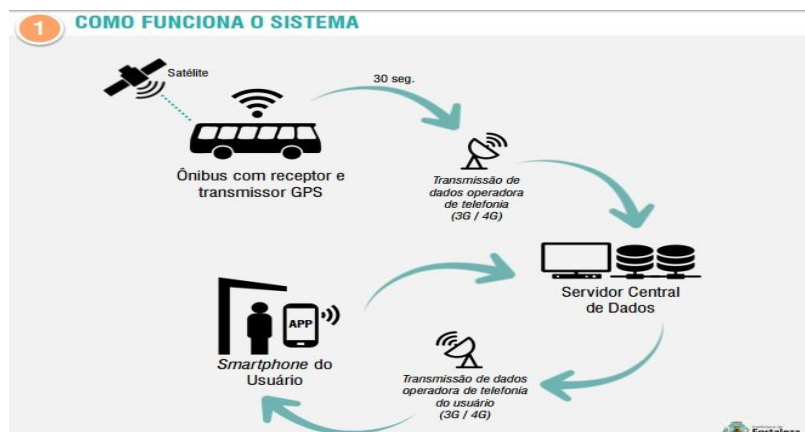 1 COMO FUNCIONA O SISTEMA
Satélite
30 seg.
Ônibus com receptor e
transmissor GPS
Transmissão de
dados operadora
de telefonia
(3G / 4G)
Servidor Central
de Dados
APP
Smartphone do
Usuário
Transmissão de dados
operadora de telefonia
do usuário
(3G / 4G)
Fortaleza